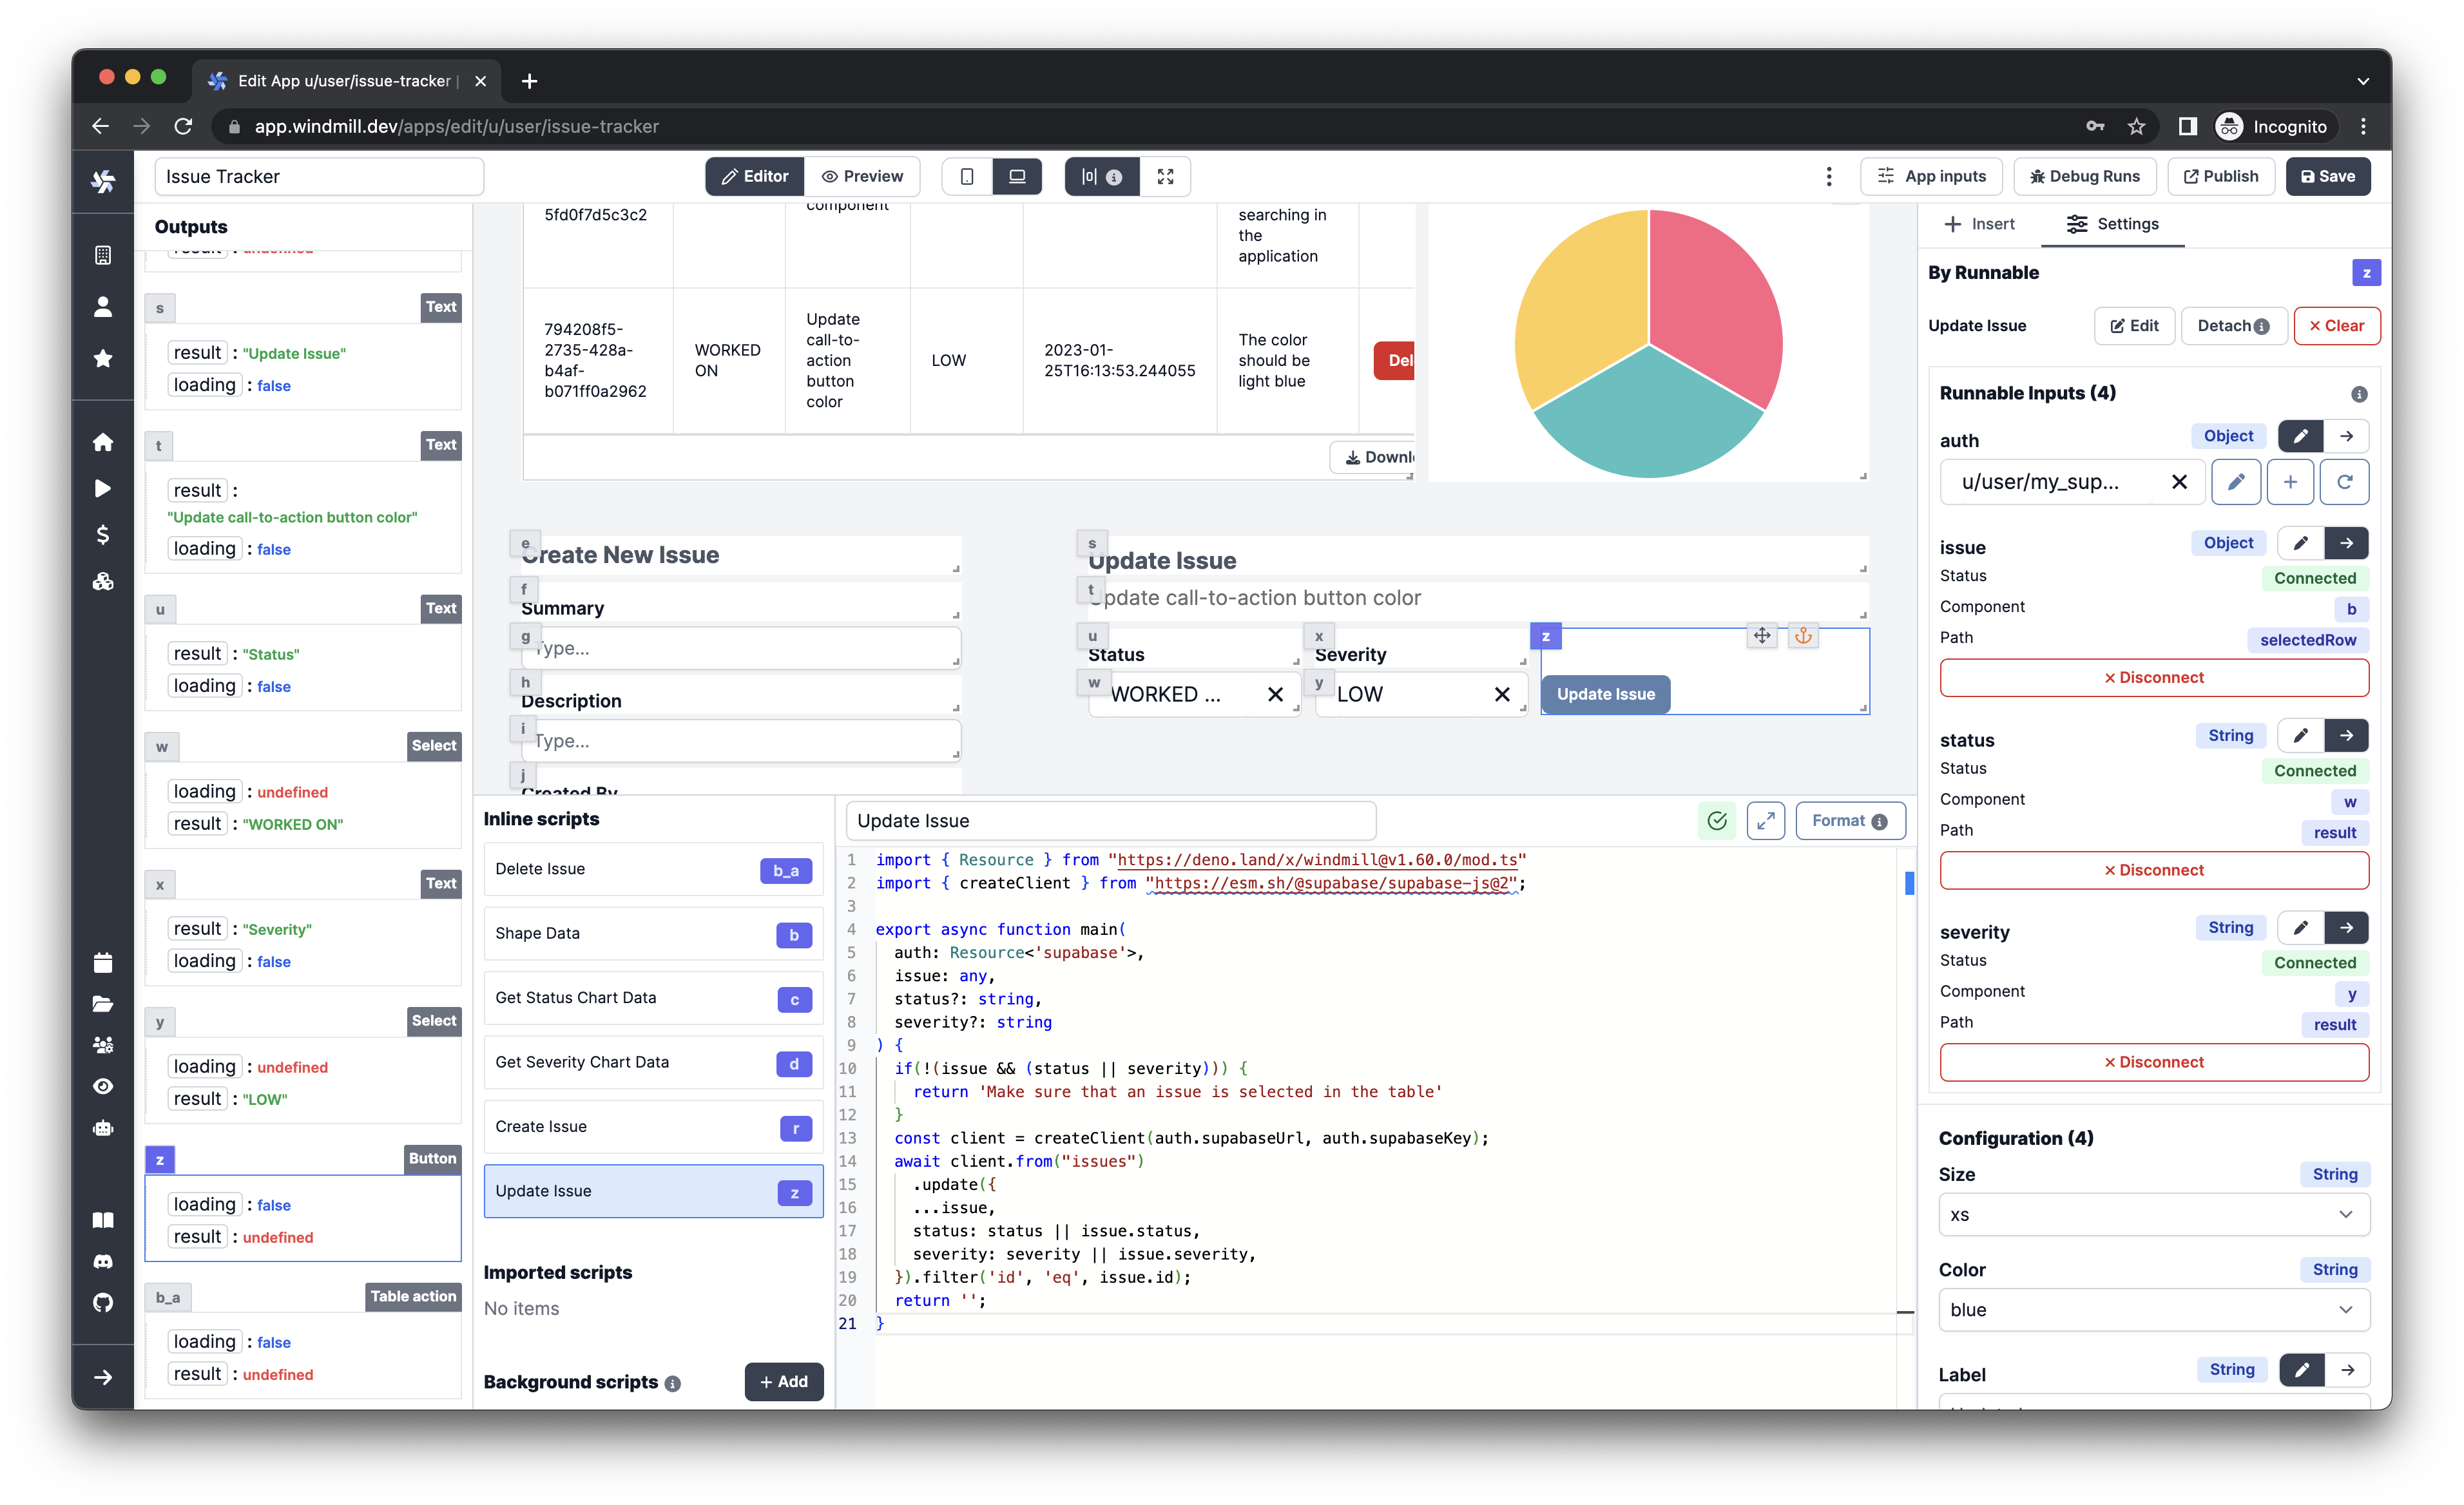 Edit App u/user/issue-tracker |
app.windmill.dev/apps/edit/u/user/issue-tracker
Incognito
Issue Tracker
Editor
Preview
App inputs
Debug Runs
Publish
Save
Outputs
result : undefined
s
Text
result : "Update Issue"
loading : false
t
Text
result :
"Update call-to-action button color"
loading : false
u
Text
result : "Status"
loading : false
w
Select
loading : undefined
result : "WORKED ON"
x
Text
result : "Severity"
loading : false
y
Select
loading : undefined
result : "LOW"
z
Button
loading : false
result : undefined
b_a
Table action
loading : false
result : undefined
5fd0f7d5c3c2
component
searching in
the
application
794208f5-
2735-428a-
b4af-
b071ff0a2962
WORKED
ON
Update
call-to-
action
button
color
LOW
2023-01-
25T16:13:53.244055
The color
should be
light blue
Del
Downl
e
Create New Issue
f
Summary
g
Type...
h
Description
i
Type...
j
Created By
s
Update Issue
t
Update call-to-action button color
u
Status
x
Severity
z
w
WORKED ...
y
LOW
Update Issue
Inline scripts
Delete Issue
b_a
Shape Data
b
Get Status Chart Data
c
Get Severity Chart Data
d
Create Issue
r
Update Issue
z
Imported scripts
No items
Background scripts
+ Add
Update Issue
Format
1 import { Resource } from "https://deno.land/x/windmill@v1.60.0/mod.ts"
2 import { createClient } from "https://esm.sh/@supabase/supabase-js@2";
3
4 export async function main(
5 auth: Resource<'supabase'>,
6 issue: any,
7 status?: string,
8 severity?: string
9 ) {
10 if(!(issue && (status || severity))) {
11 return 'Make sure that an issue is selected in the table'
12 }
13 const client = createClient(auth.supabaseUrl, auth.supabaseKey);
14 await client.from("issues")
15 .update({
16 ...issue,
17 status: status || issue.status,
18 severity: severity || issue.severity,
19 }).filter('id', 'eq', issue.id);
20 return '';
21 }
Insert
Settings
By Runnable
z
Update Issue
Edit
Detach
Clear
Runnable Inputs (4)
auth
Object
u/user/my_sup...
issue
Object
Status
Connected
Component
b
Path
selectedRow
Disconnect
status
String
Status
Connected
Component
w
Path
result
Disconnect
severity
String
Status
Connected
Component
y
Path
result
Disconnect
Configuration (4)
Size
String
xs
Color
String
blue
Label
String